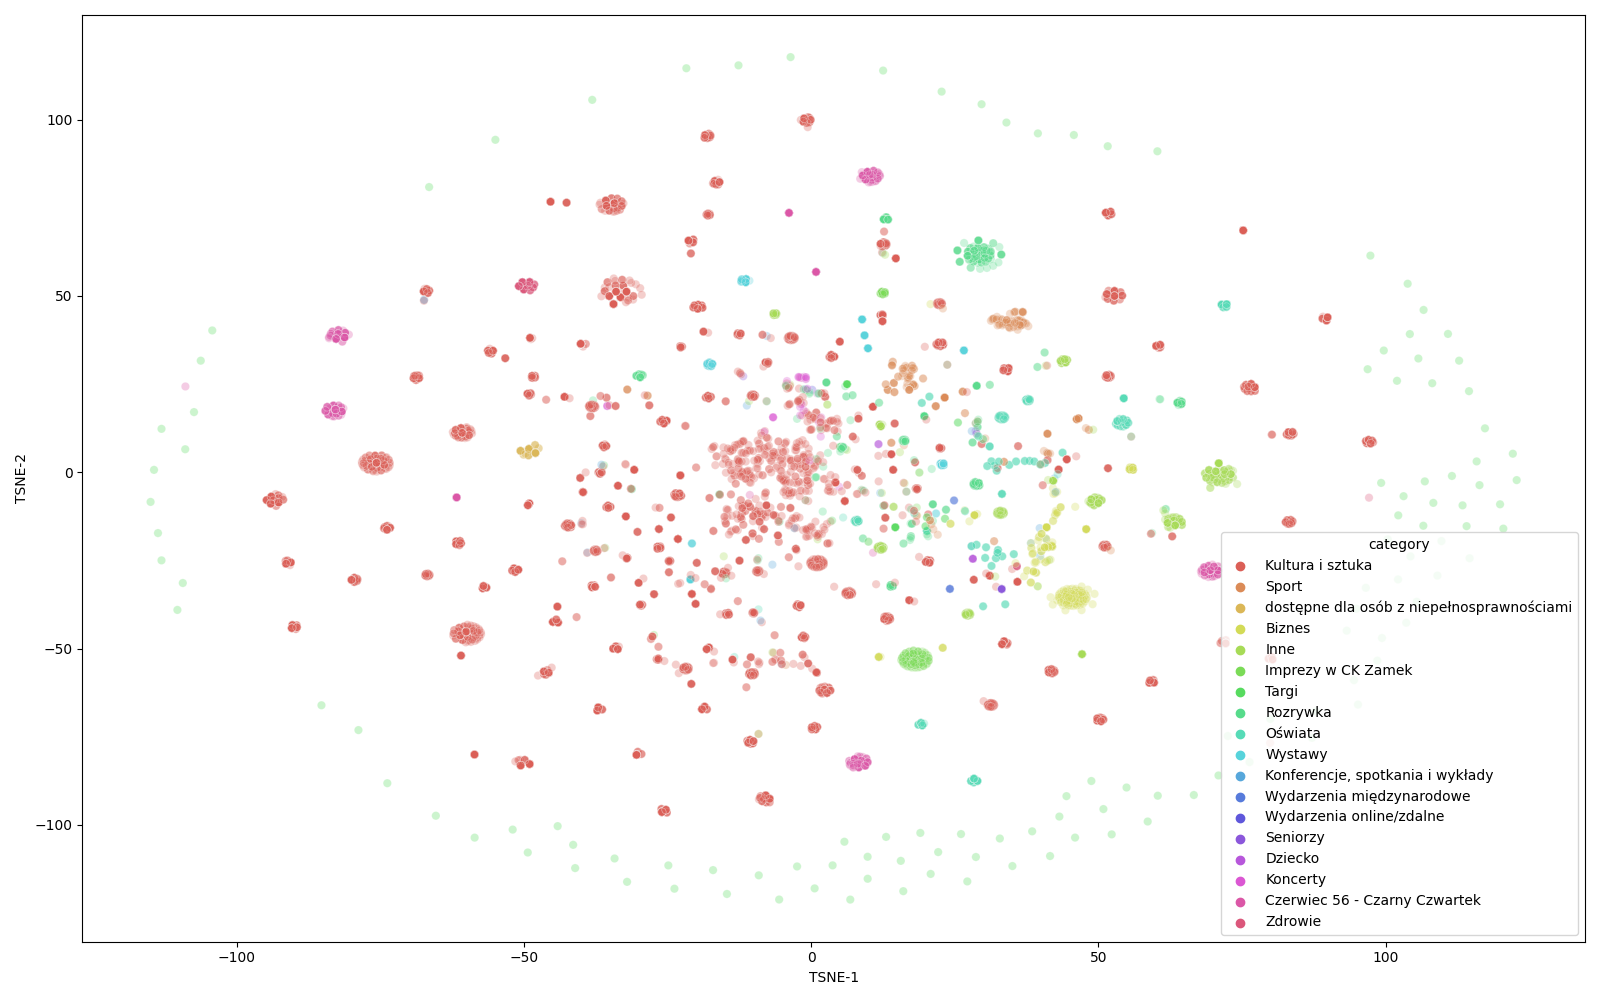 100
50
0
−50
−100
TSNE-2
−100
−50
0
50
100
TSNE-1
category
Kultura i sztuka
Sport
dostępne dla osób z niepełnosprawnościami
Biznes
Inne
Imprezy w CK Zamek
Targi
Rozrywka
Oświata
Wystawy
Konferencje, spotkania i wykłady
Wydarzenia międzynarodowe
Wydarzenia online/zdalne
Seniorzy
Dziecko
Koncerty
Czerwiec 56 - Czarny Czwartek
Zdrowie